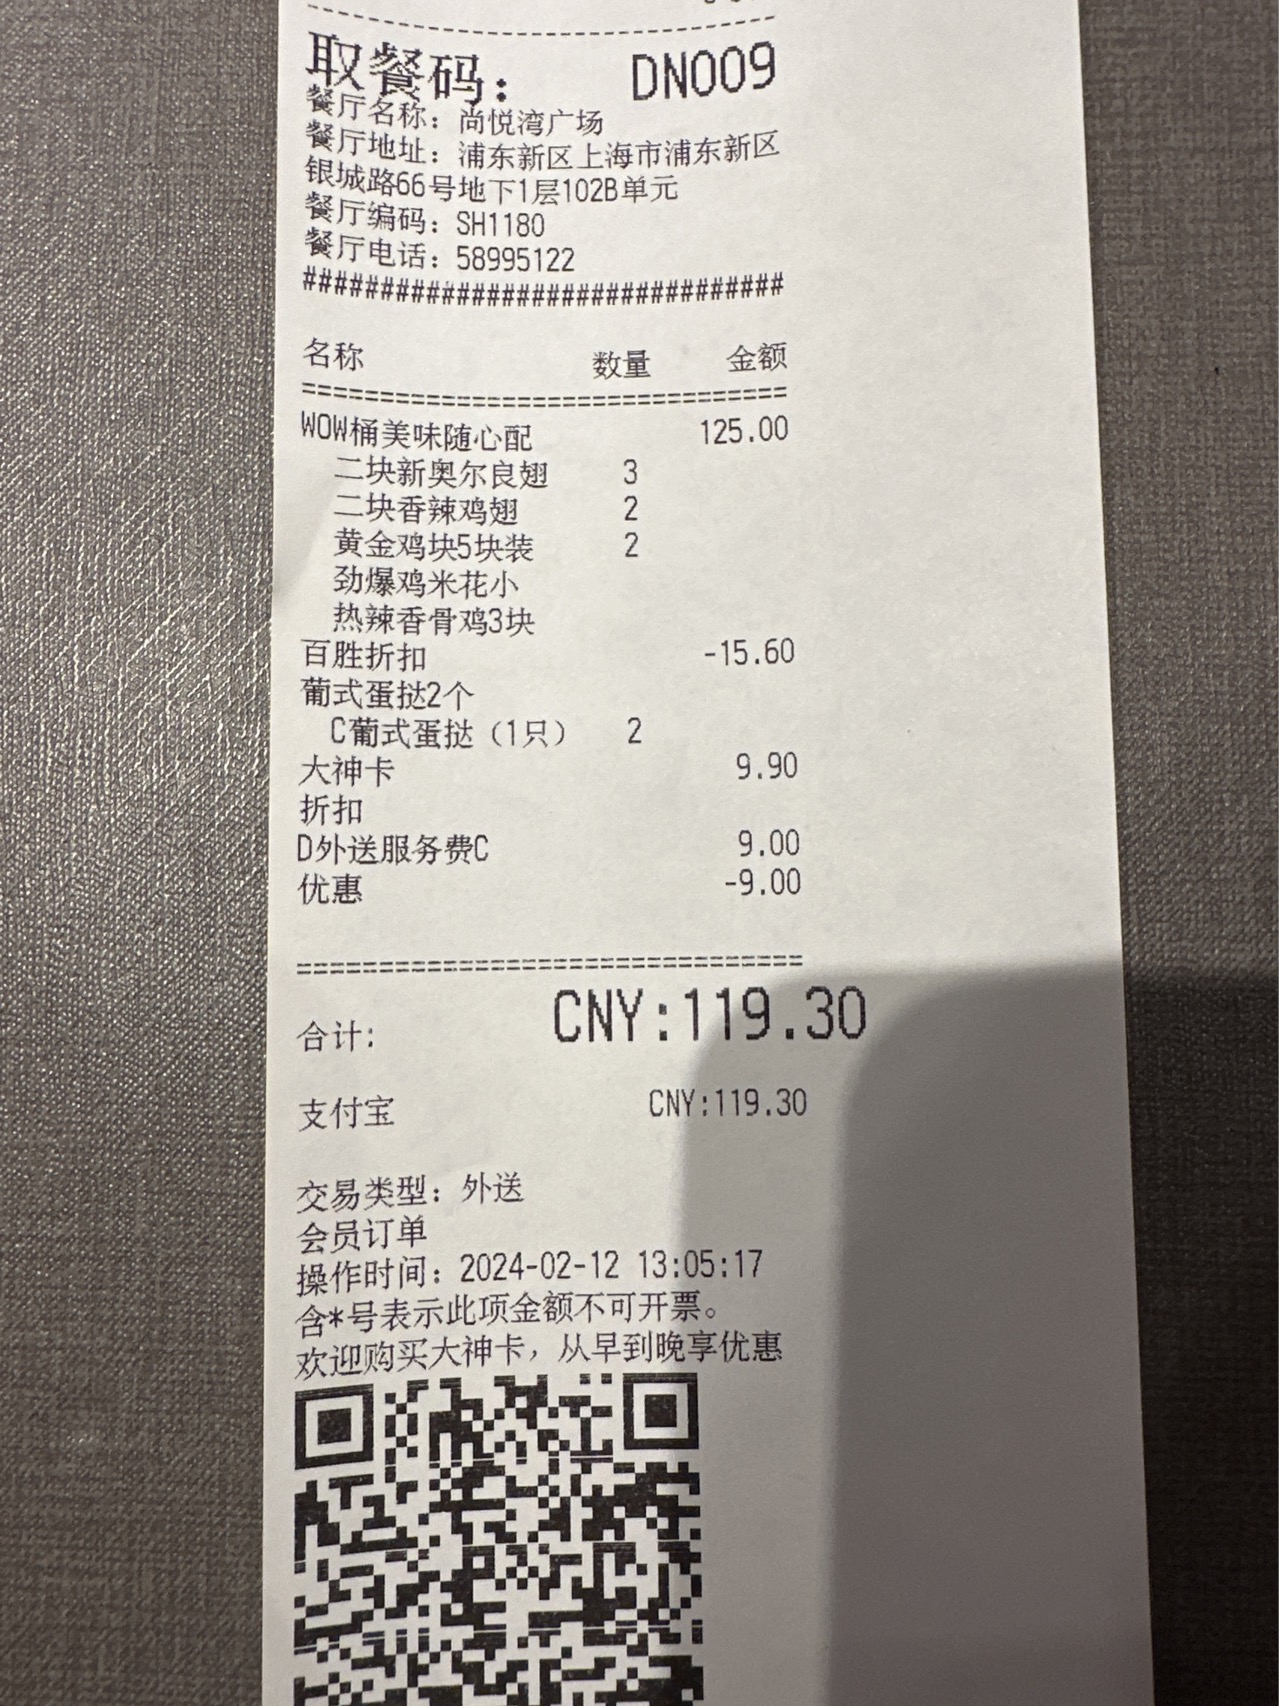 取餐码： DN009
餐厅名称：尚悦湾广场
餐厅地址：浦东新区上海市浦东新区
银城路66号地下1层102B单元
餐厅编码：SH1180
餐厅电话：58995122
################################
名称 数量 金额
================================
WOW桶美味随心配 125.00
二块新奥尔良翅 3
二块香辣鸡翅 2
黄金鸡块5块装 2
劲爆鸡米花小
热辣香骨鸡3块
百胜折扣 -15.60
葡式蛋挞2个
C葡式蛋挞（1只） 2
大神卡 9.90
折扣
D外送服务费C 9.00
优惠 -9.00
================================
合计: CNY:119.30
支付宝 CNY:119.30
交易类型：外送
会员订单
操作时间：2024-02-12 13:05:17
含*号表示此项金额不可开票。
欢迎购买大神卡，从早到晚享优惠